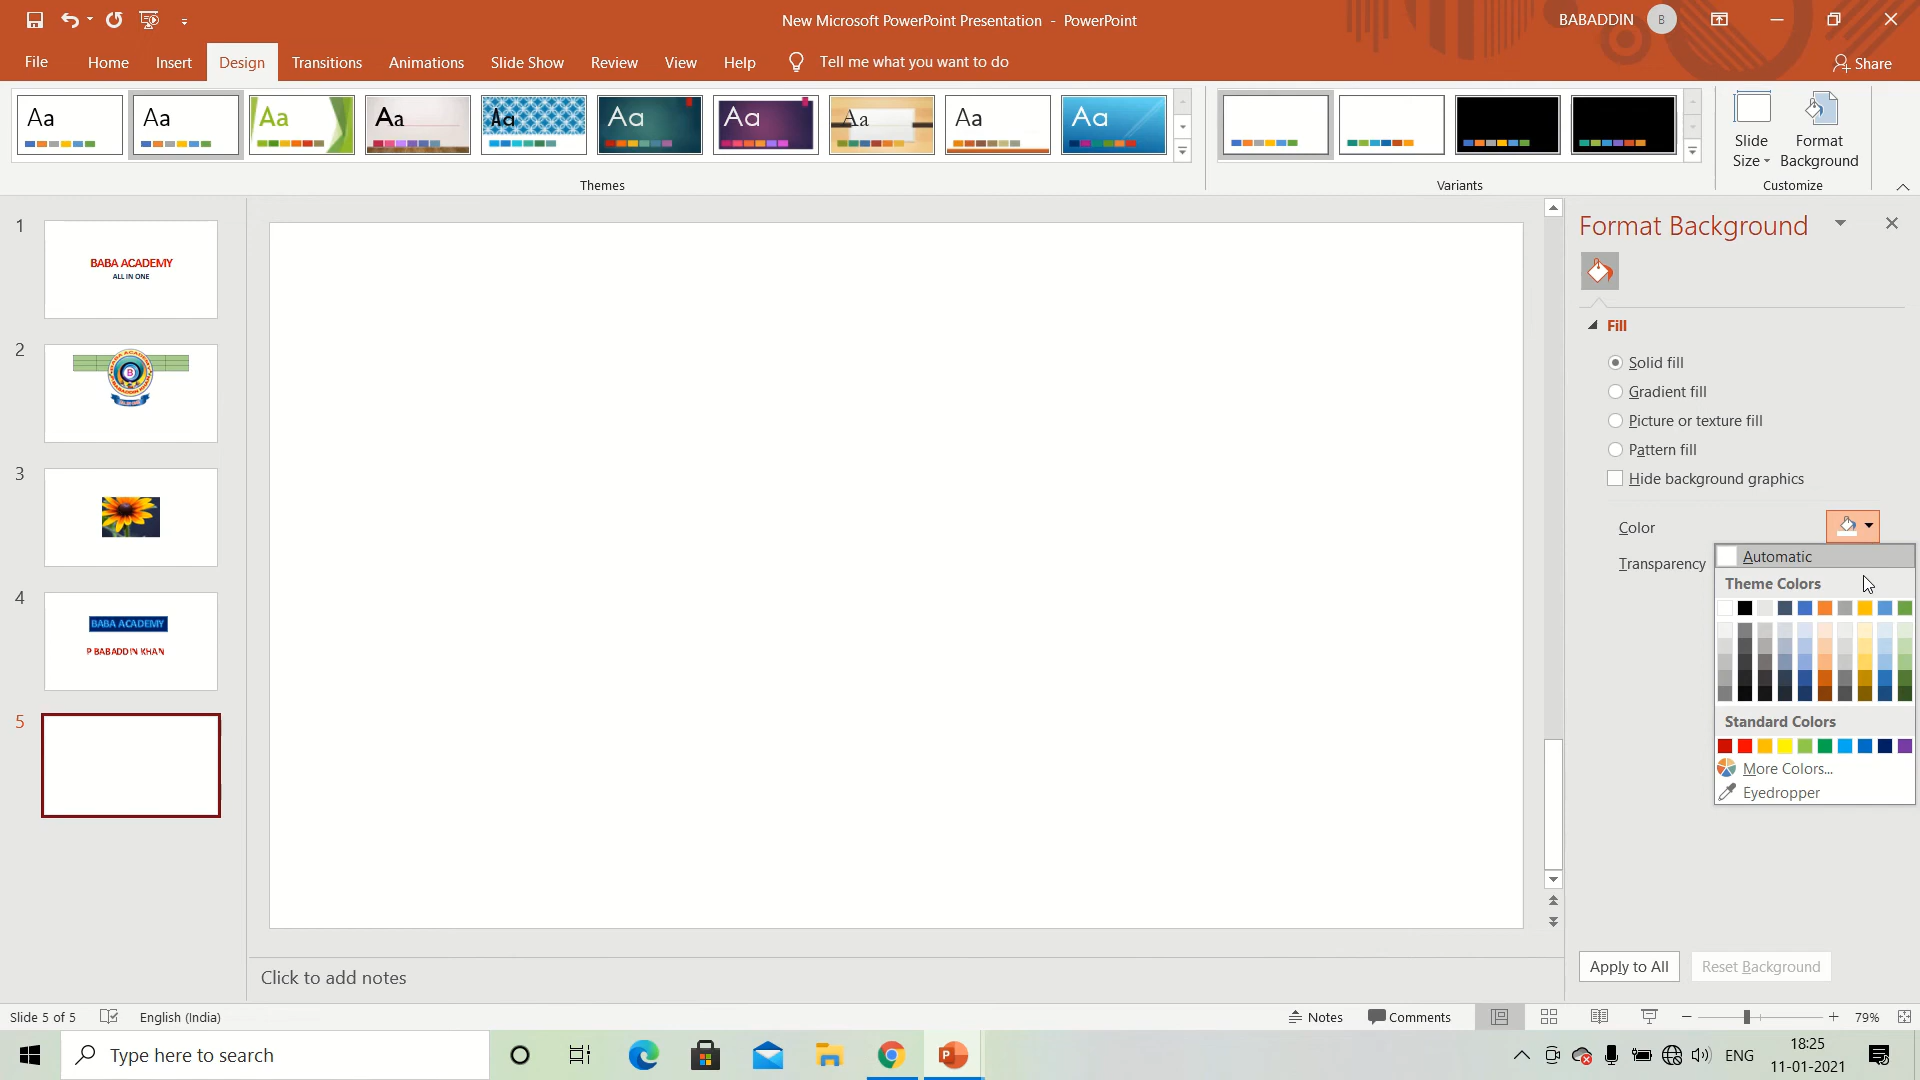 New Microsoft PowerPoint Presentation - PowerPoint
BABADDIN
B
File
Home
Insert
Design
Transitions
Animations
Slide Show
Review
View
Help
Tell me what you want to do
Share
Aa
Aa
Aa
Aa
Aa
Aa
Aa
Aa
Aa
Aa
Slide
Size
Format
Background
Themes
Variants
Customize
1
BABA ACADEMY
ALL IN ONE
2
B
3
4
BABA ACADEMY
P BABADDIN KHAN
5
Format Background
Fill
Solid fill
Gradient fill
Picture or texture fill
Pattern fill
Hide background graphics
Color
Transparency
Automatic
Theme Colors
Standard Colors
More Colors...
Eyedropper
Apply to All
Reset Background
Click to add notes
Slide 5 of 5
English (India)
Notes
Comments
79%
Type here to search
ENG
18:25
11-01-2021